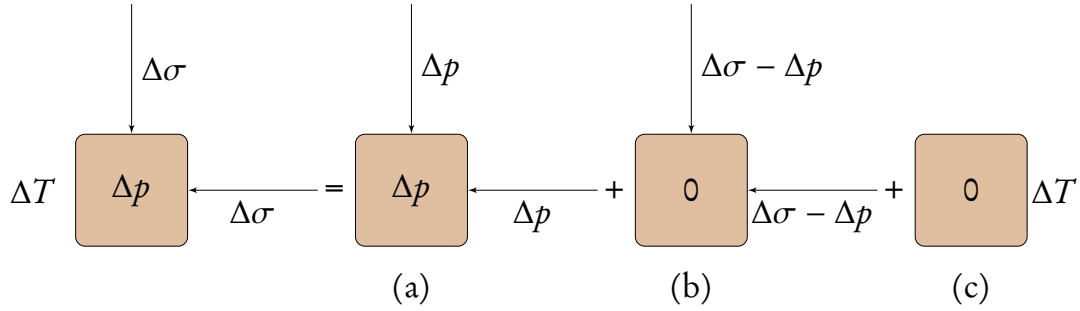 Δσ Δp Δσ − Δp
ΔT Δp = Δp + 0 + 0 ΔT
Δσ Δp Δσ − Δp
(a) (b) (c)